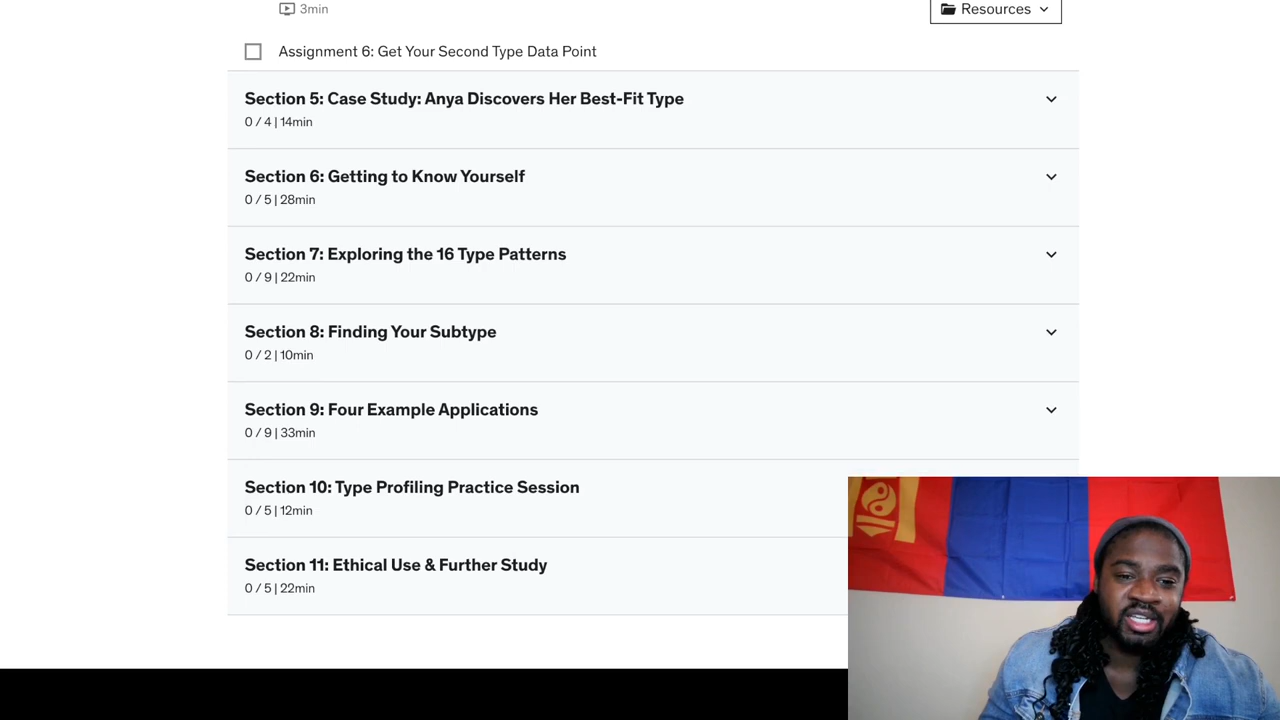 3min
Resources
Assignment 6: Get Your Second Type Data Point
Section 5: Case Study: Anya Discovers Her Best-Fit Type
0 / 4 | 14min
Section 6: Getting to Know Yourself
0 / 5 | 28min
Section 7: Exploring the 16 Type Patterns
0 / 9 | 22min
Section 8: Finding Your Subtype
0 / 2 | 10min
Section 9: Four Example Applications
0 / 9 | 33min
Section 10: Type Profiling Practice Session
0 / 5 | 12min
Section 11: Ethical Use & Further Study
0 / 5 | 22min